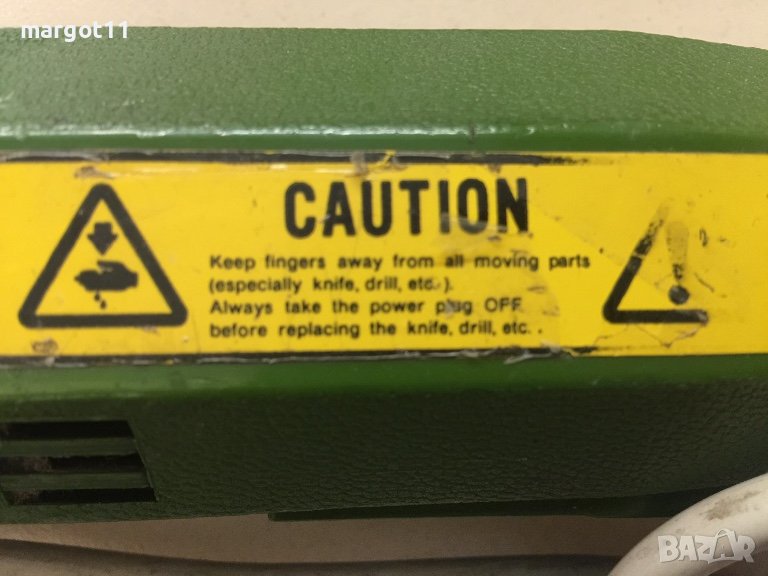 margot11
CAUTION
Keep fingers away from all moving parts
(especially knife, drill, etc.).
Always take the power plug OFF
before replacing the knife, drill, etc. .
BAZAR